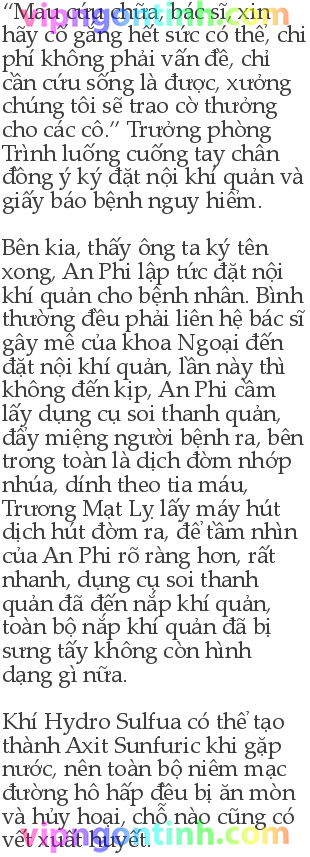 vipngontinh.com
“Mau cứu chữa, bác sĩ, xin
hãy cố gắng hết sức có thể, chi
phí không phải vấn đề, chỉ
cần cứu sống là được, xưởng
chúng tôi sẽ trao cờ thưởng
cho các cô.” Trưởng phòng
Trình luống cuống tay chân
đồng ý ký đặt nội khí quản và
giấy báo bệnh nguy hiểm.
Bên kia, thấy ông ta ký tên
xong, An Phi lập tức đặt nội
khí quản cho bệnh nhân. Bình
thường đều phải liên hệ bác sĩ
gây mê của khoa Ngoại đến
đặt nội khí quản, lần này thì
không đến kịp, An Phi cầm
lấy dụng cụ soi thanh quản,
đẩy miệng người bệnh ra, bên
trong toàn là dịch đờm nhớp
nhúa, dính theo tia máu,
Trương Mạt Lỵ lấy máy hút
dịch hút đờm ra, để tầm nhìn
của An Phi rõ ràng hơn, rất
nhanh, dụng cụ soi thanh
quản đã đến nắp khí quản,
toàn bộ nắp khí quản đã bị
sưng tấy không còn hình
dạng gì nữa.
Khí Hydro Sulfua có thể tạo
thành Axit Sunfuric khi gặp
nước, nên toàn bộ niêm mạc
đường hô hấp đều bị ăn mòn
và hủy hoại, chỗ nào cũng có
vết xuất huyết.
vipngontinh.com